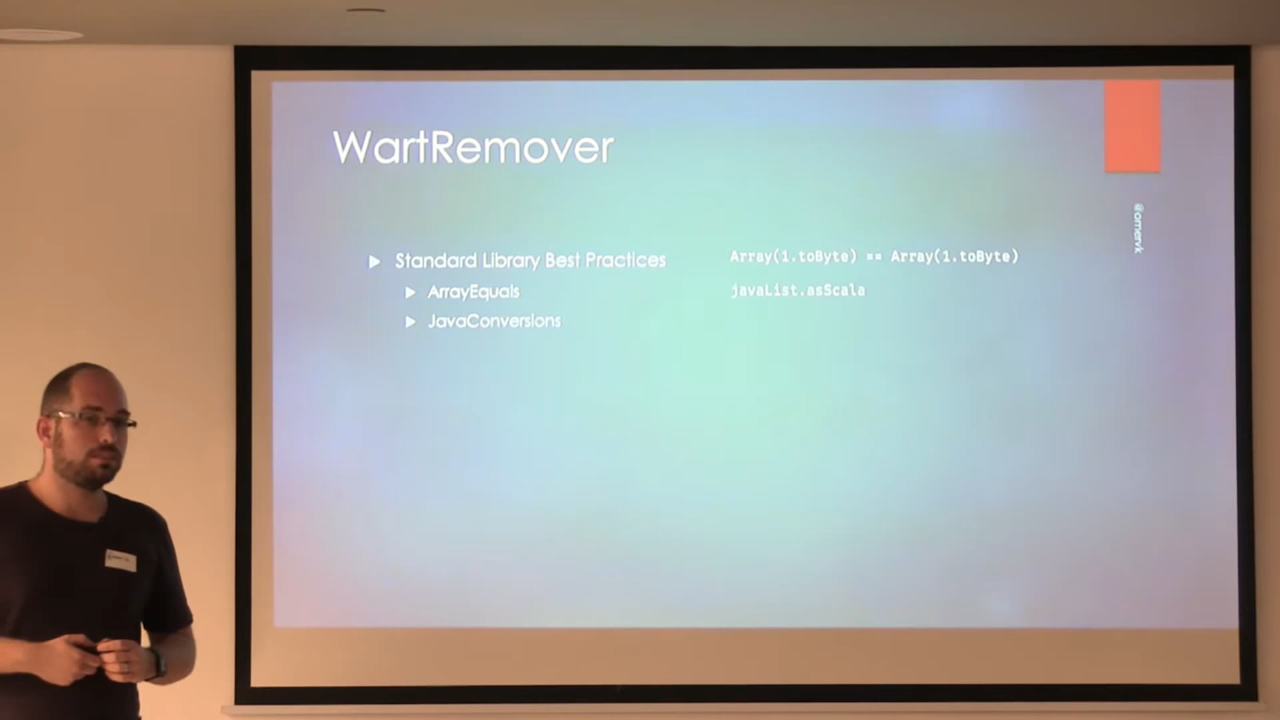 WartRemover
Standard Library Best Practices
ArrayEquals
JavaConversions
Array(1.toByte) == Array(1.toByte)
javaList.asScala
@omervk